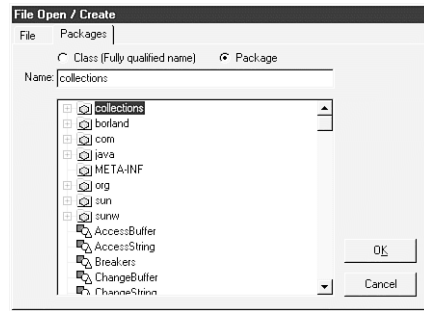 File Open / Create
File Packages
Class (Fully qualified name) Package
Name: collections
collections
borland
com
java
META-INF
org
sun
sunw
AccessBuffer
AccessString
Breakers
ChangeBuffer
ChangeString
OK
Cancel